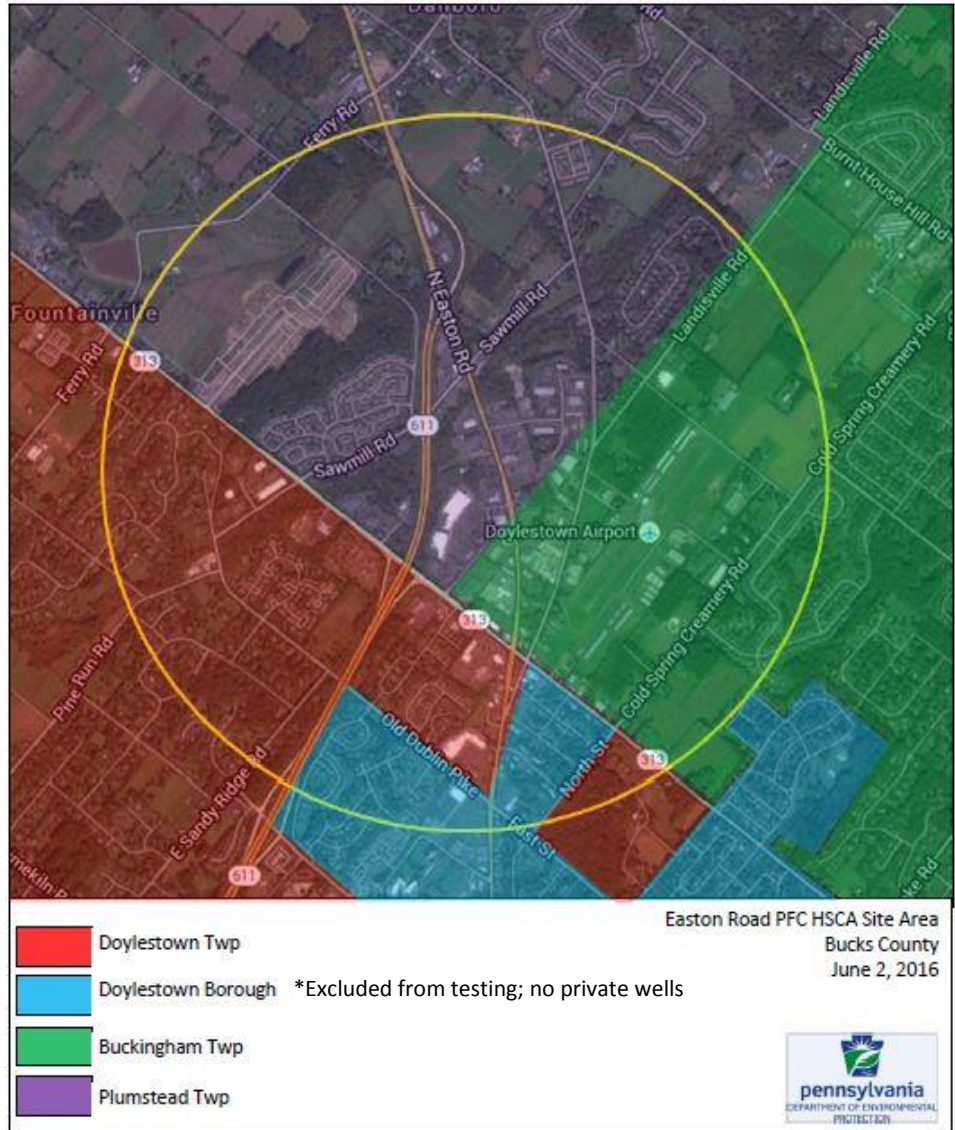 Danboro
Rd
Landisville Rd
Ferry Rd
Burnt House Hill Rd
N Easton Rd
Landisville Rd
Fountainville
Sawmill Rd
313
Ferry Rd
Cold Spring Creamery Rd
611
Sawmill Rd
Doylestown Airport
313
Cold Spring Creamery Rd
Pine Run Rd
Old Dublin Pike
North St
313
E Sandy Ridge Rd
East St
611
ke Rd
Doylestown Twp
Doylestown Borough *Excluded from testing; no private wells
Buckingham Twp
Plumstead Twp
Easton Road PFC HSCA Site Area
Bucks County
June 2, 2016
pennsylvania
DEPARTMENT OF ENVIRONMENTAL
PROTECTION